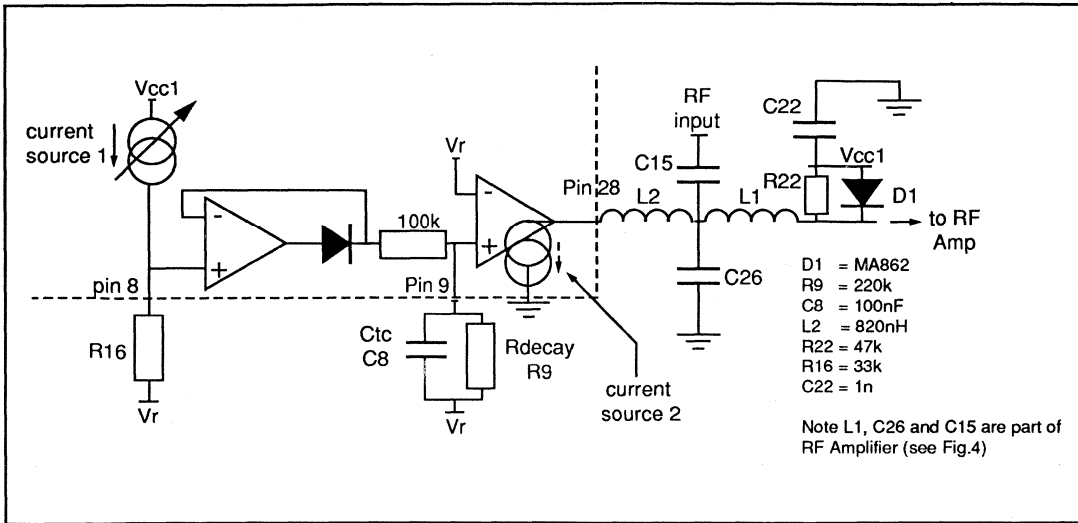 Vcc1
current
source 1
-
+
pin 8
R16
Vr
100k
Pin 9
Ctc
C8
Rdecay
R9
Vr
Vr
-
+
Pin 28
current
source 2
L2
RF
input
C15
L1
C26
C22
Vcc1
R22
D1
to RF
Amp
D1 = MA862
R9 = 220k
C8 = 100nF
L2 = 820nH
R22 = 47k
R16 = 33k
C22 = 1n
Note L1, C26 and C15 are part of
RF Amplifier (see Fig.4)